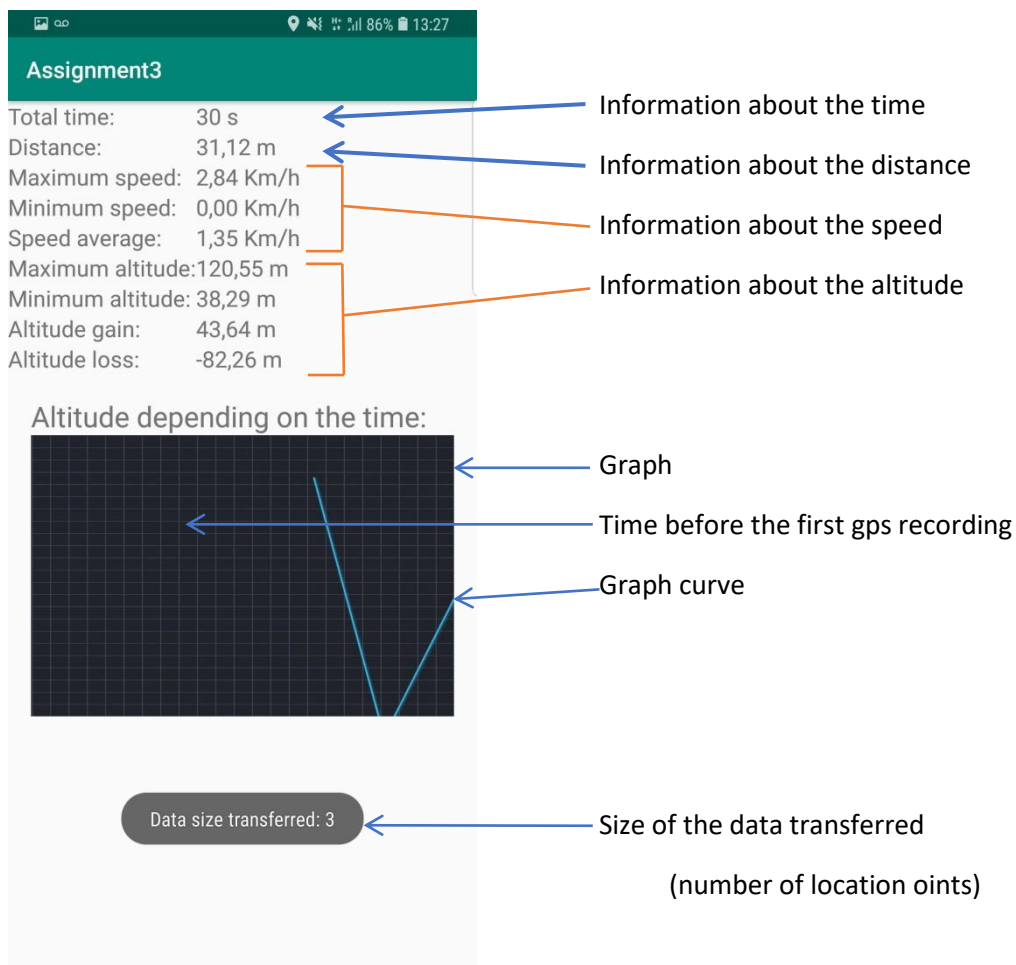 86% 13:27
Assignment3
Total time: 30 s
Distance: 31,12 m
Maximum speed: 2,84 Km/h
Minimum speed: 0,00 Km/h
Speed average: 1,35 Km/h
Maximum altitude:120,55 m
Minimum altitude: 38,29 m
Altitude gain: 43,64 m
Altitude loss: -82,26 m
Altitude depending on the time:
Data size transferred: 3
Information about the time
Information about the distance
Information about the speed
Information about the altitude
Graph
Time before the first gps recording
Graph curve
Size of the data transferred
(number of location oints)